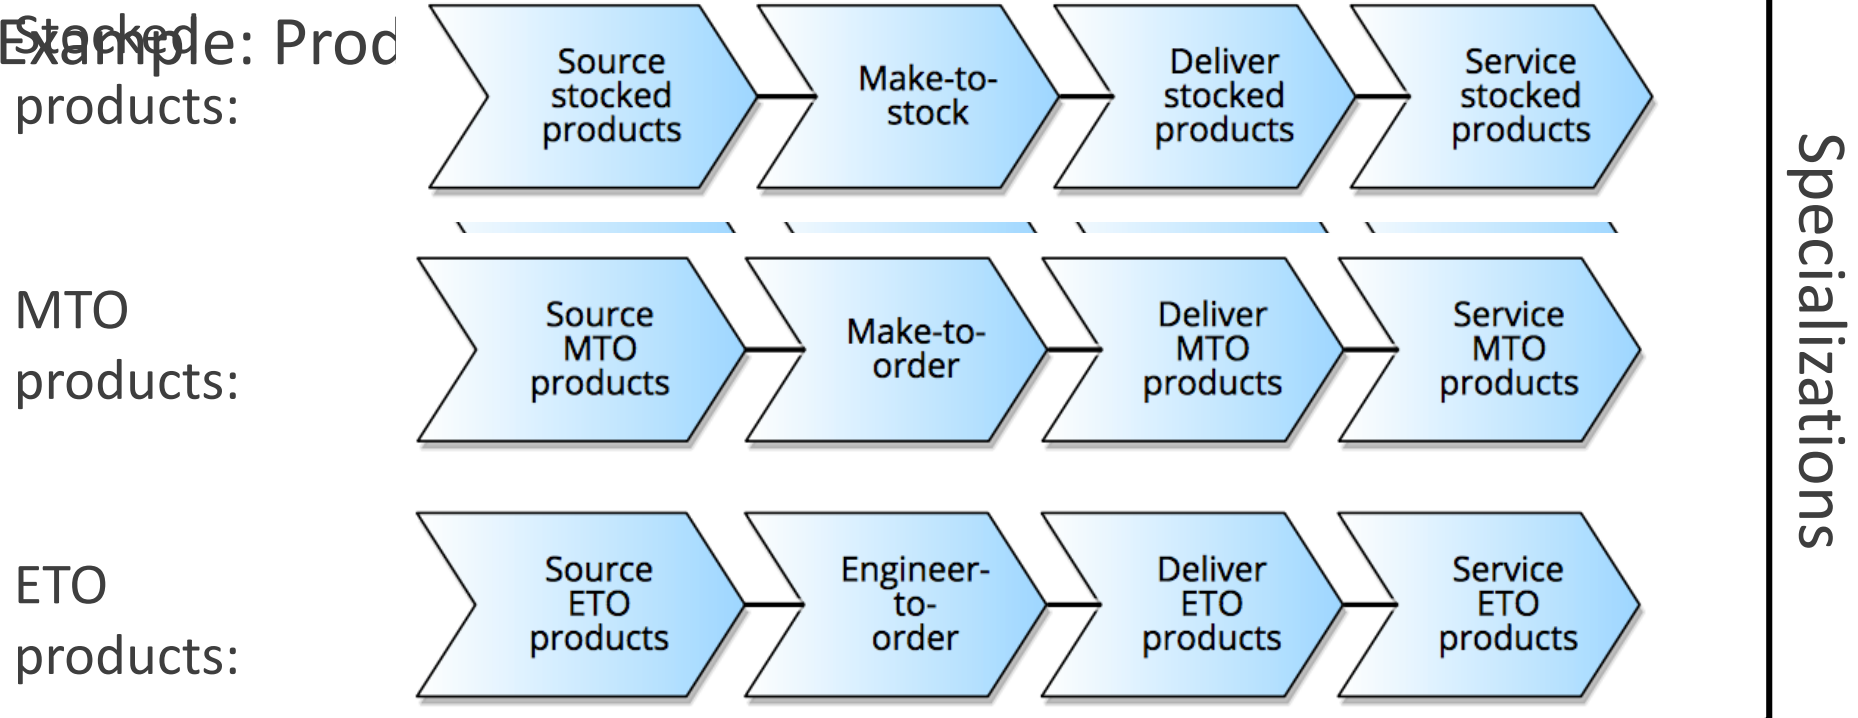 Example: Prod
Stocked
products:
Source
stocked
products
Make-to-
stock
Deliver
stocked
products
Service
stocked
products
MTO
products:
Source
MTO
products
Make-to-
order
Deliver
MTO
products
Service
MTO
products
ETO
products:
Source
ETO
products
Engineer-
to-
order
Deliver
ETO
products
Service
ETO
products
Specializations